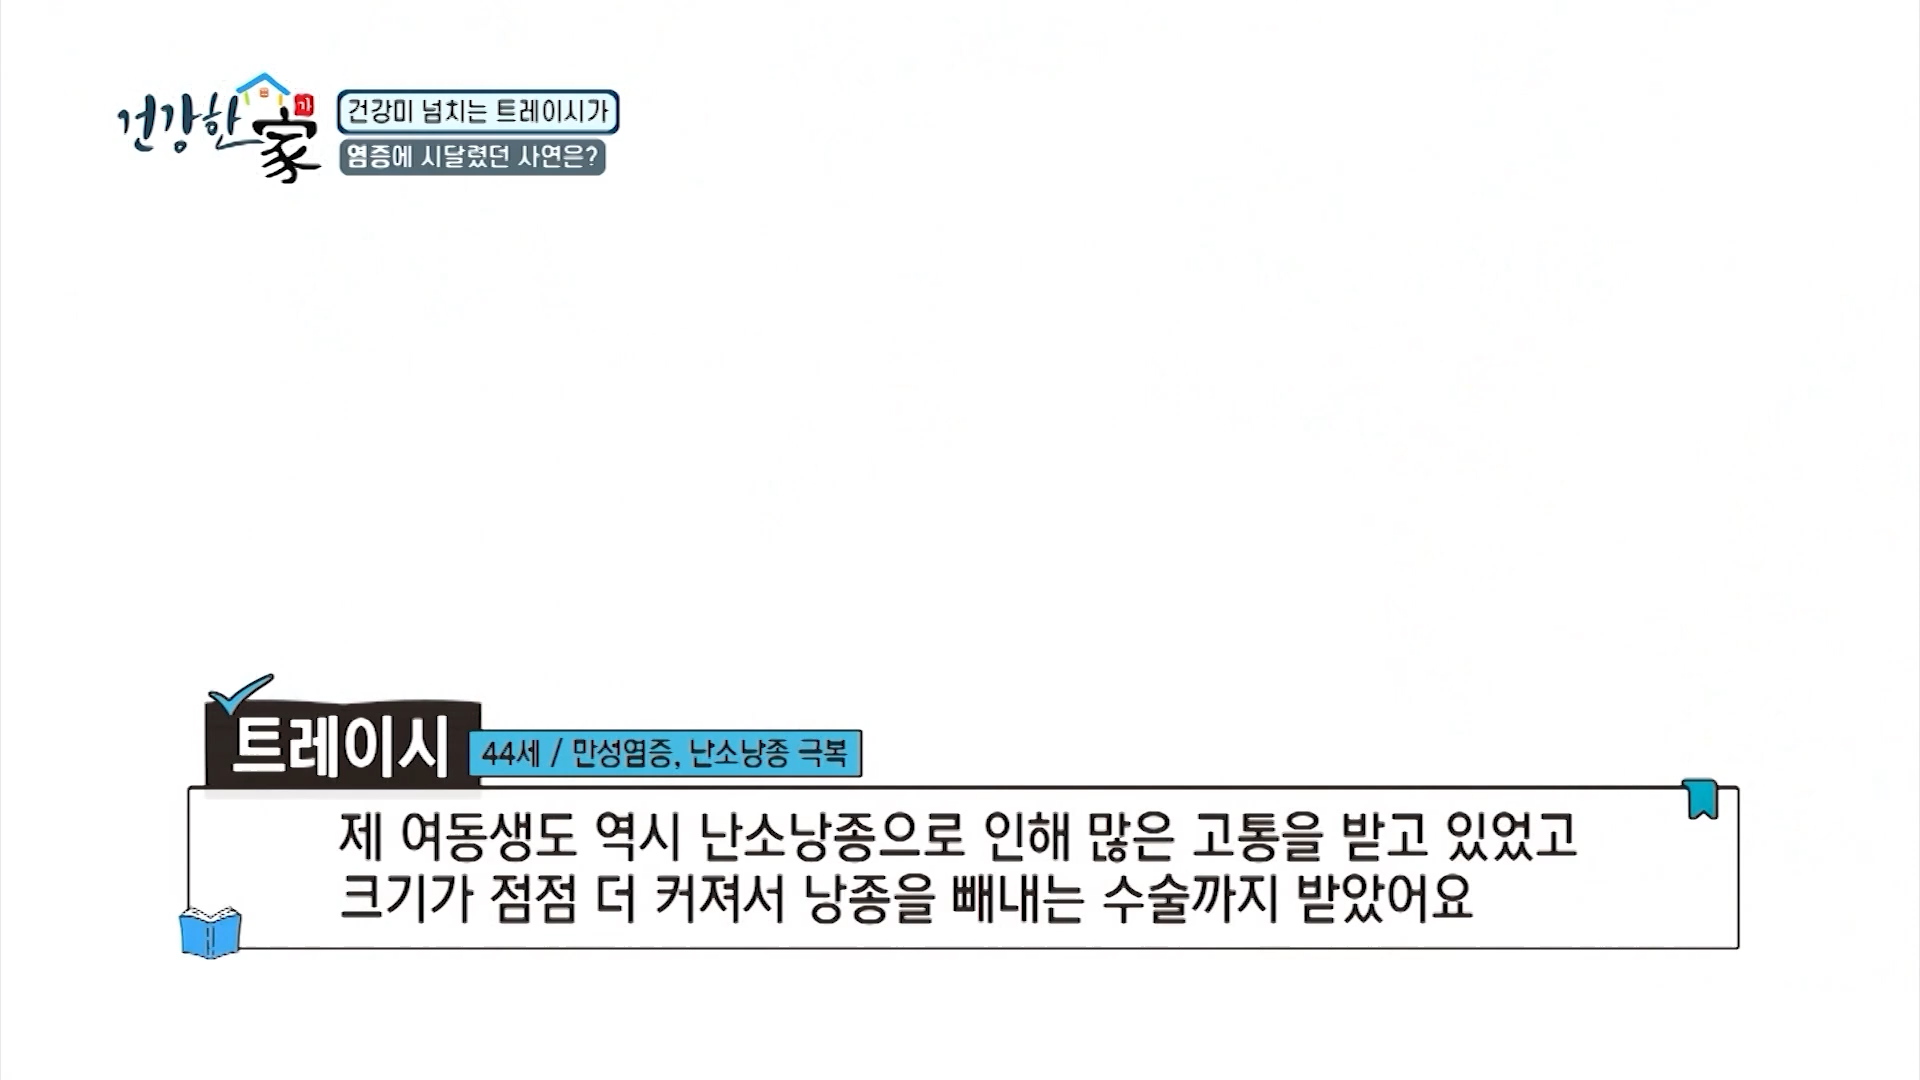 건강한 家 가
건강미 넘치는 트레이시가
염증에 시달렸던 사연은?
트레이시
44세 / 만성염증, 난소낭종 극복
제 여동생도 역시 난소낭종으로 인해 많은 고통을 받고 있었고
크기가 점점 더 커져서 낭종을 빼내는 수술까지 받았어요